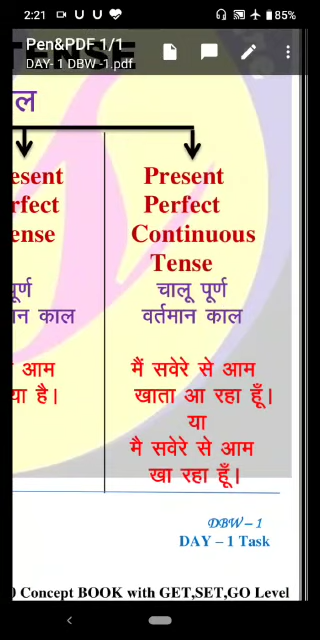 2:21
85%
TENSE
Pen&PDF 1/1
DAY- 1 DBW -1.pdf
ल
esent
rfect
ense
पूर्ण
ान काल
आम
या है।
Present
Perfect
Continuous
Tense
चालू पूर्ण
वर्तमान काल
मैं सवेरे से आम
खाता आ रहा हूँ।
या
मै सवेरे से आम
खा रहा हूँ।
DBW – 1
DAY – 1 Task
) Concept BOOK with GET,SET,GO Level